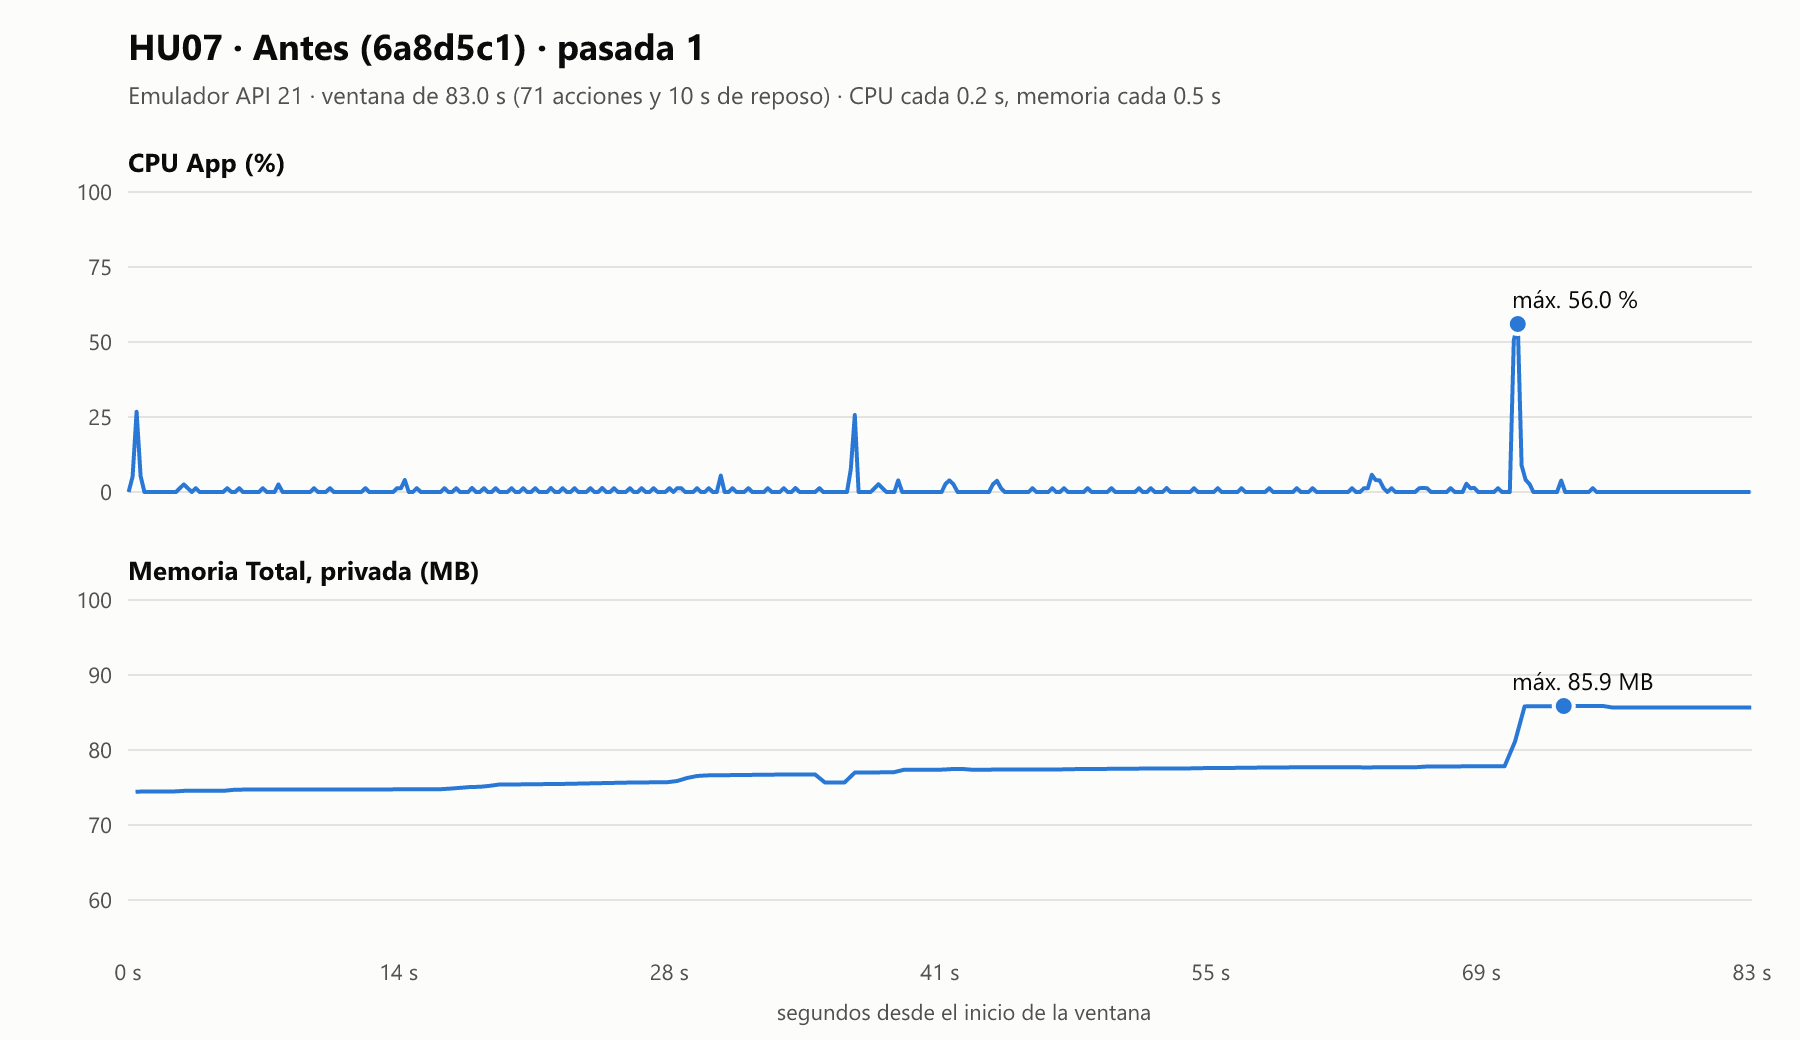 HU07 · Antes (6a8d5c1) · pasada 1
Emulador API 21 · ventana de 83.0 s (71 acciones y 10 s de reposo) · CPU cada 0.2 s, memoria cada 0.5 s
CPU App (%)
100
75
máx. 56.0 %
50
25
0
Memoria Total, privada (MB)
100
90
máx. 85.9 MB
80
70
60
0 s 14 s 28 s 41 s 55 s 69 s 83 s
segundos desde el inicio de la ventana